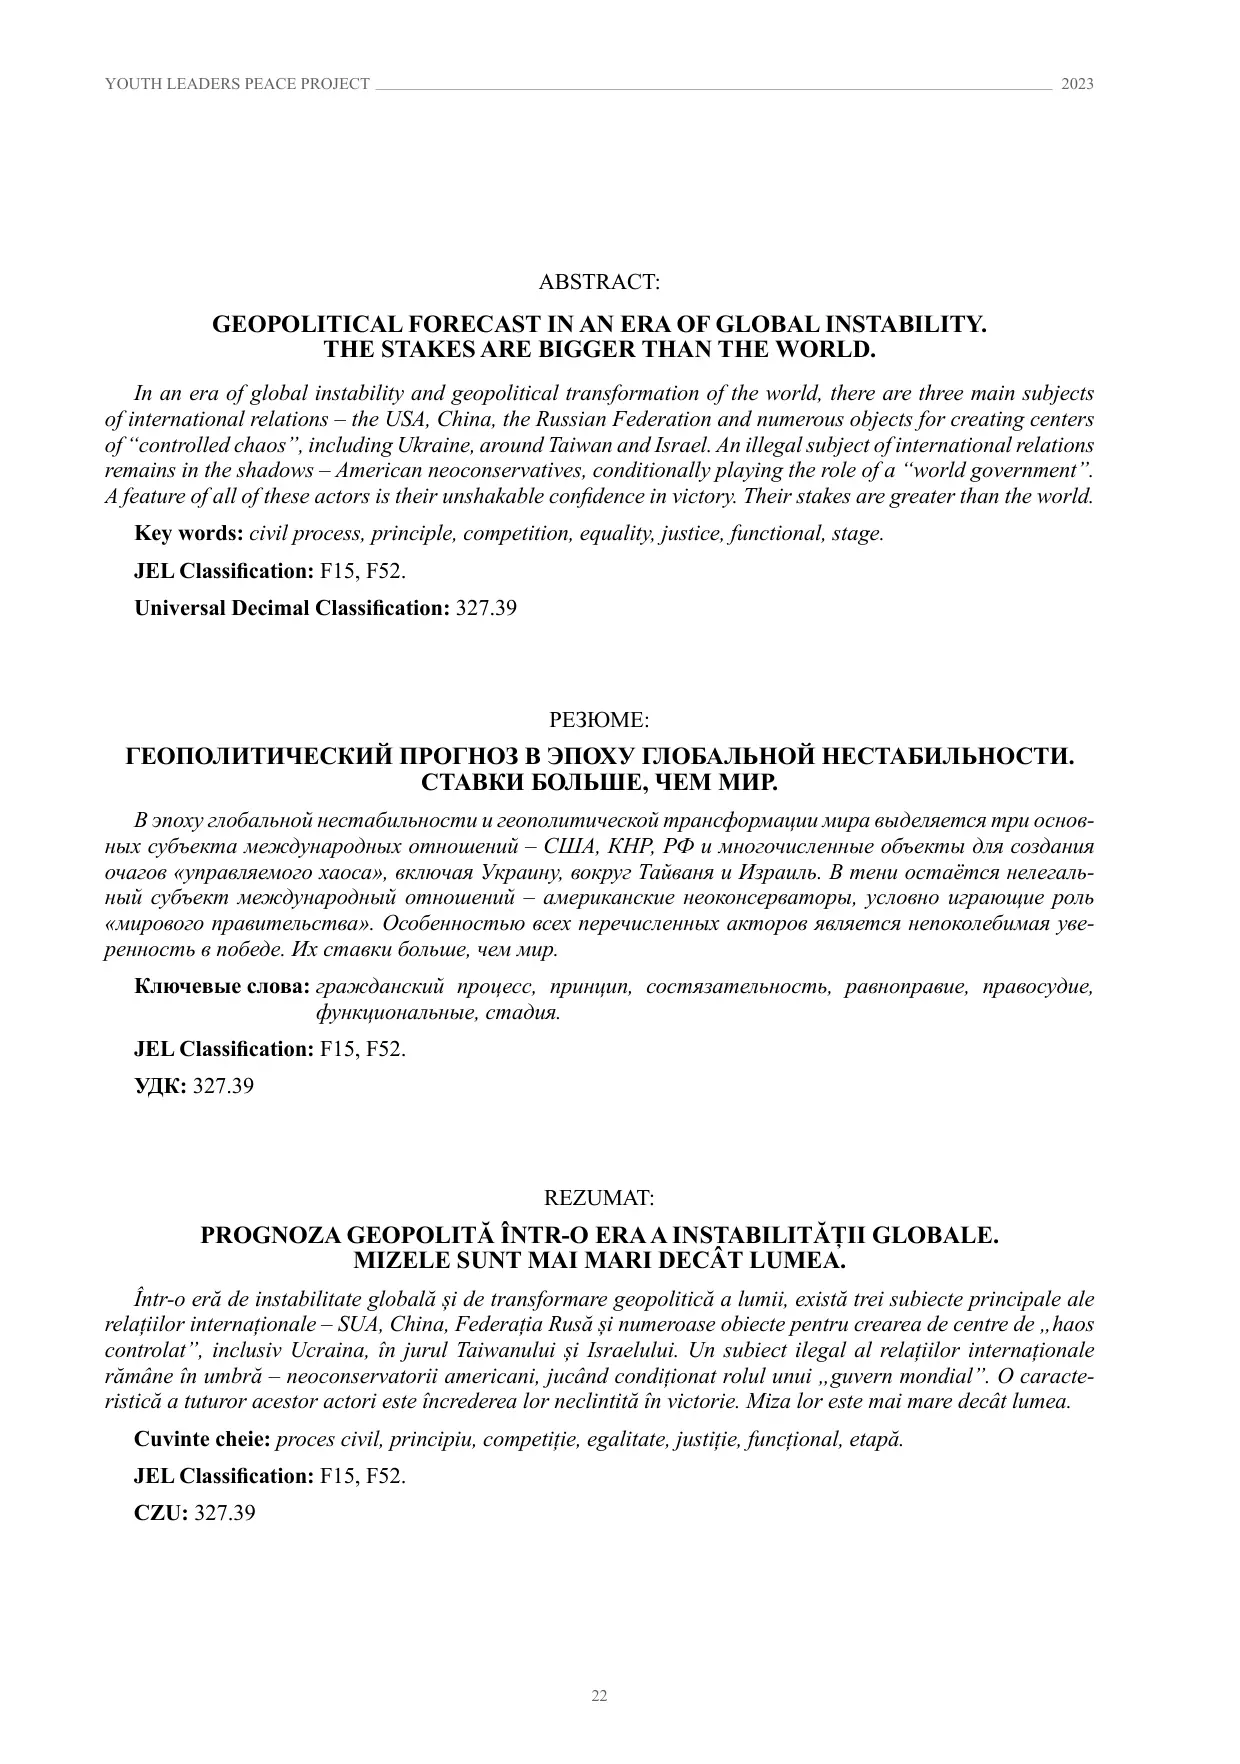 YOUTH LEADERS PEACE PROJECT 2023
ABSTRACT:
GEOPOLITICAL FORECAST IN AN ERA OF GLOBAL INSTABILITY.
THE STAKES ARE BIGGER THAN THE WORLD.
In an era of global instability and geopolitical transformation of the world, there are three main subjects
of international relations – the USA, China, the Russian Federation and numerous objects for creating centers
of “controlled chaos”, including Ukraine, around Taiwan and Israel. An illegal subject of international relations
remains in the shadows – American neoconservatives, conditionally playing the role of a “world government”.
A feature of all of these actors is their unshakable confidence in victory. Their stakes are greater than the world.
Key words: civil process, principle, competition, equality, justice, functional, stage.
JEL Classification: F15, F52.
Universal Decimal Classification: 327.39
РЕЗЮМЕ:
ГЕОПОЛИТИЧЕСКИЙ ПРОГНОЗ В ЭПОХУ ГЛОБАЛЬНОЙ НЕСТАБИЛЬНОСТИ.
СТАВКИ БОЛЬШЕ, ЧЕМ МИР.
В эпоху глобальной нестабильности и геополитической трансформации мира выделяется три основ-
ных субъекта международных отношений – США, КНР, РФ и многочисленные объекты для создания
очагов «управляемого хаоса», включая Украину, вокруг Тайваня и Израиль. В тени остаётся нелегаль-
ный субъект международный отношений – американские неоконсерваторы, условно играющие роль
«мирового правительства». Особенностью всех перечисленных акторов является непоколебимая уве-
ренность в победе. Их ставки больше, чем мир.
Ключевые слова: гражданский процесс, принцип, состязательность, равноправие, правосудие,
функциональные, стадия.
JEL Classification: F15, F52.
УДК: 327.39
REZUMAT:
PROGNOZA GEOPOLITĂ ÎNTR-O ERA A INSTABILITĂȚII GLOBALE.
MIZELE SUNT MAI MARI DECÂT LUMEA.
Într-o eră de instabilitate globală și de transformare geopolitică a lumii, există trei subiecte principale ale
relațiilor internaționale – SUA, China, Federația Rusă și numeroase obiecte pentru crearea de centre de „haos
controlat”, inclusiv Ucraina, în jurul Taiwanului și Israelului. Un subiect ilegal al relațiilor internaționale
rămâne în umbră – neoconservatorii americani, jucând condiționat rolul unui „guvern mondial”. O caracte-
ristică a tuturor acestor actori este încrederea lor neclintită în victorie. Miza lor este mai mare decât lumea.
Cuvinte cheie: proces civil, principiu, competiție, egalitate, justiție, funcțional, etapă.
JEL Classification: F15, F52.
CZU: 327.39
22